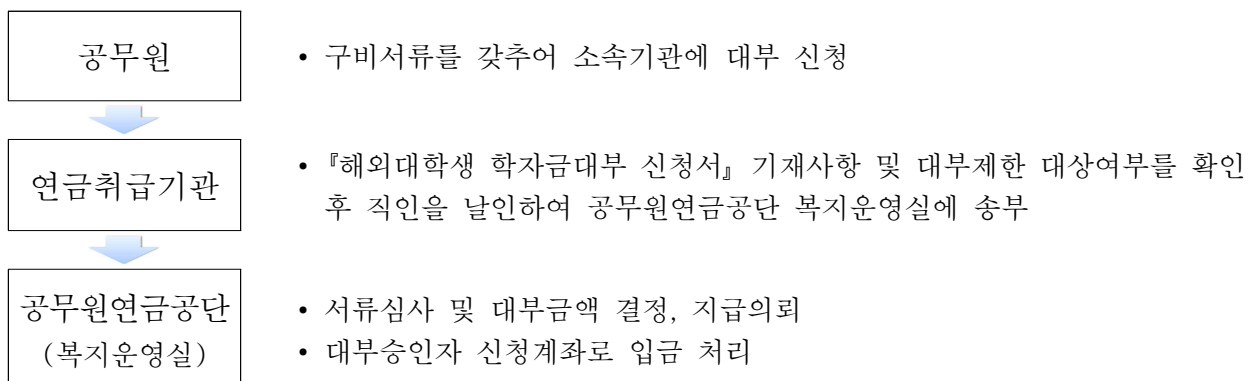 공무원
• 구비서류를 갖추어 소속기관에 대부 신청
연금취급기관
• 『해외대학생 학자금대부 신청서』 기재사항 및 대부제한 대상여부를 확인
후 직인을 날인하여 공무원연금공단 복지운영실에 송부
공무원연금공단
(복지운영실)
• 서류심사 및 대부금액 결정, 지급의뢰
• 대부승인자 신청계좌로 입금 처리